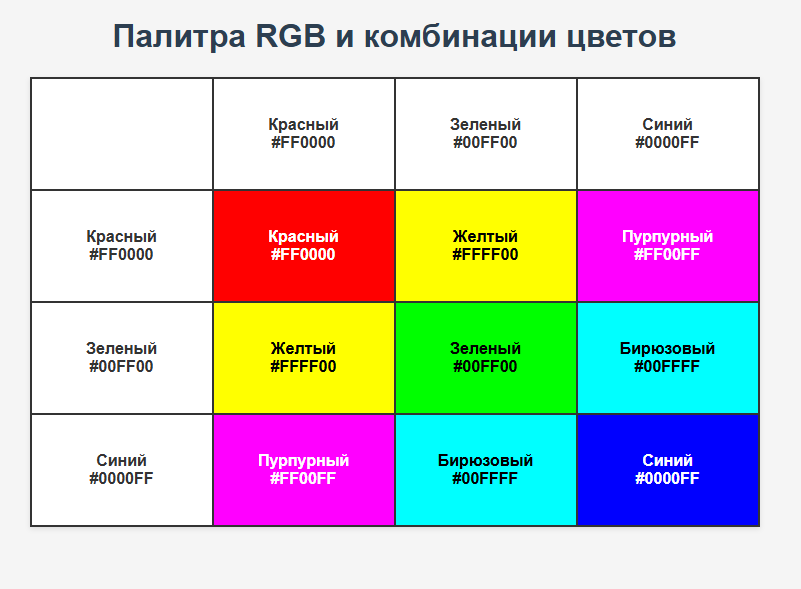 Палитра RGB и комбинации цветов
Красный
#FF0000
Зеленый
#00FF00
Синий
#0000FF
Красный
#FF0000
Красный
#FF0000
Желтый
#FFFF00
Пурпурный
#FF00FF
Зеленый
#00FF00
Желтый
#FFFF00
Зеленый
#00FF00
Бирюзовый
#00FFFF
Синий
#0000FF
Пурпурный
#FF00FF
Бирюзовый
#00FFFF
Синий
#0000FF